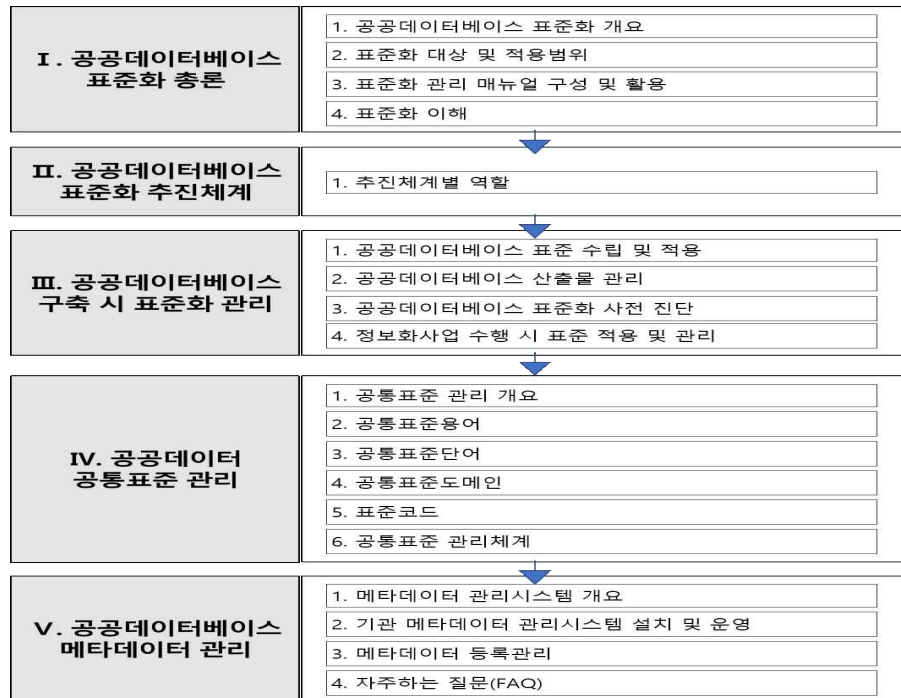 Ⅰ. 공공데이터베이스
표준화 총론
1. 공공데이터베이스 표준화 개요
2. 표준화 대상 및 적용범위
3. 표준화 관리 매뉴얼 구성 및 활용
4. 표준화 이해
Ⅱ. 공공데이터베이스
표준화 추진체계
1. 추진체계별 역할
Ⅲ. 공공데이터베이스
구축 시 표준화 관리
1. 공공데이터베이스 표준 수립 및 적용
2. 공공데이터베이스 산출물 관리
3. 공공데이터베이스 표준화 사전 진단
4. 정보화사업 수행 시 표준 적용 및 관리
Ⅳ. 공공데이터
공통표준 관리
1. 공통표준 관리 개요
2. 공통표준용어
3. 공통표준단어
4. 공통표준도메인
5. 표준코드
6. 공통표준 관리체계
Ⅴ. 공공데이터베이스
메타데이터 관리
1. 메타데이터 관리시스템 개요
2. 기관 메타데이터 관리시스템 설치 및 운영
3. 메타데이터 등록관리
4. 자주하는 질문(FAQ)